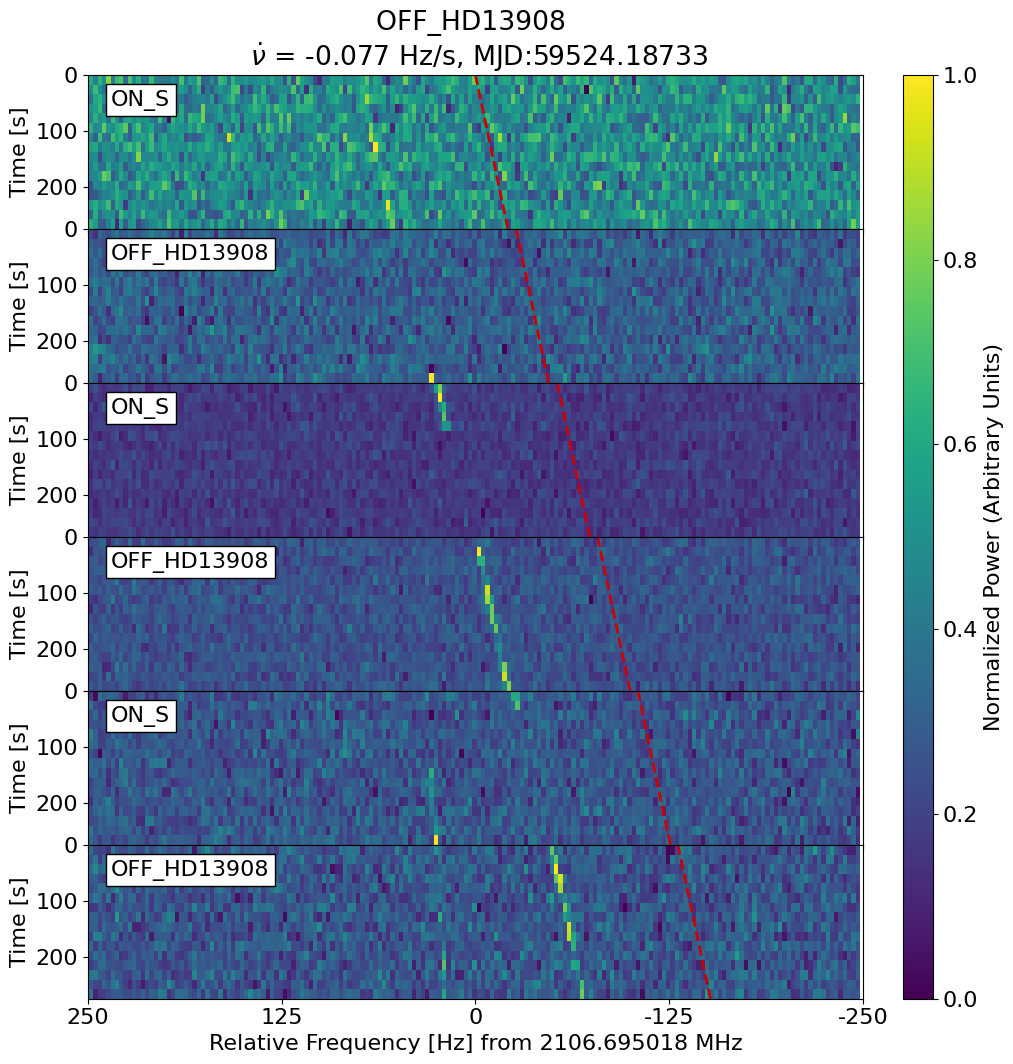 OFF_HD13908
ν̇ = -0.077 Hz/s, MJD:59524.18733
ON_S
OFF_HD13908
ON_S
OFF_HD13908
ON_S
OFF_HD13908
Time [s]
0
100
200
Time [s]
0
100
200
Time [s]
0
100
200
Time [s]
0
100
200
Time [s]
0
100
200
Time [s]
0
100
200
250 125 0 -125 -250
Relative Frequency [Hz] from 2106.695018 MHz
1.0
0.8
0.6
0.4
0.2
0.0
Normalized Power (Arbitrary Units)